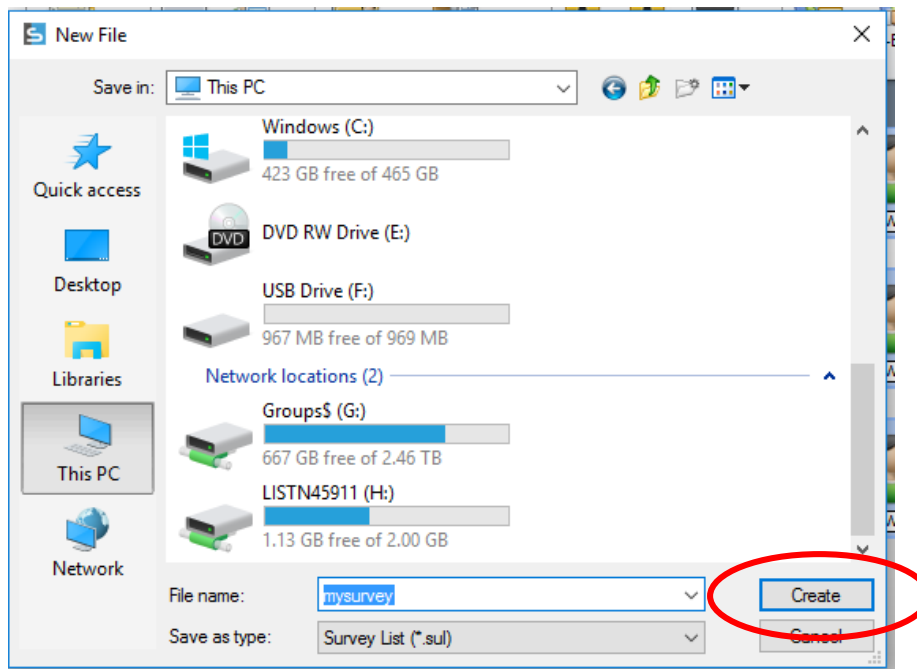 New File
Save in:
This PC
Windows (C:)
423 GB free of 465 GB
Quick access
DVD
DVD RW Drive (E:)
Desktop
USB Drive (F:)
967 MB free of 969 MB
Libraries
Network locations (2)
Groups$ (G:)
667 GB free of 2.46 TB
This PC
LISTN45911 (H:)
1.13 GB free of 2.00 GB
Network
File name:
mysurvey
Create
Save as type:
Survey List (*.sul)
Cancel